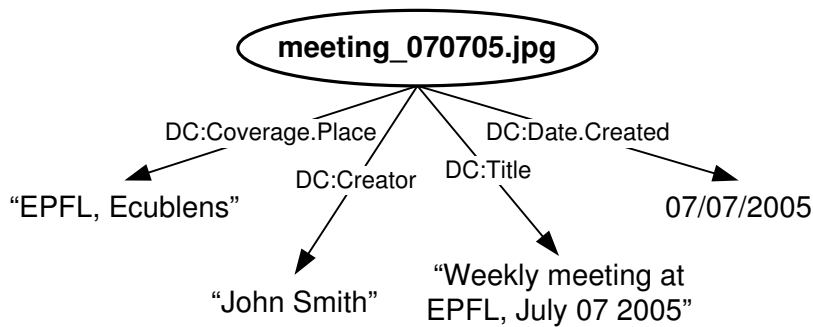 meeting_070705.jpg
DC:Coverage.Place
DC:Date.Created
DC:Creator
DC:Title
“EPFL, Ecublens”
07/07/2005
“John Smith”
“Weekly meeting at
EPFL, July 07 2005”